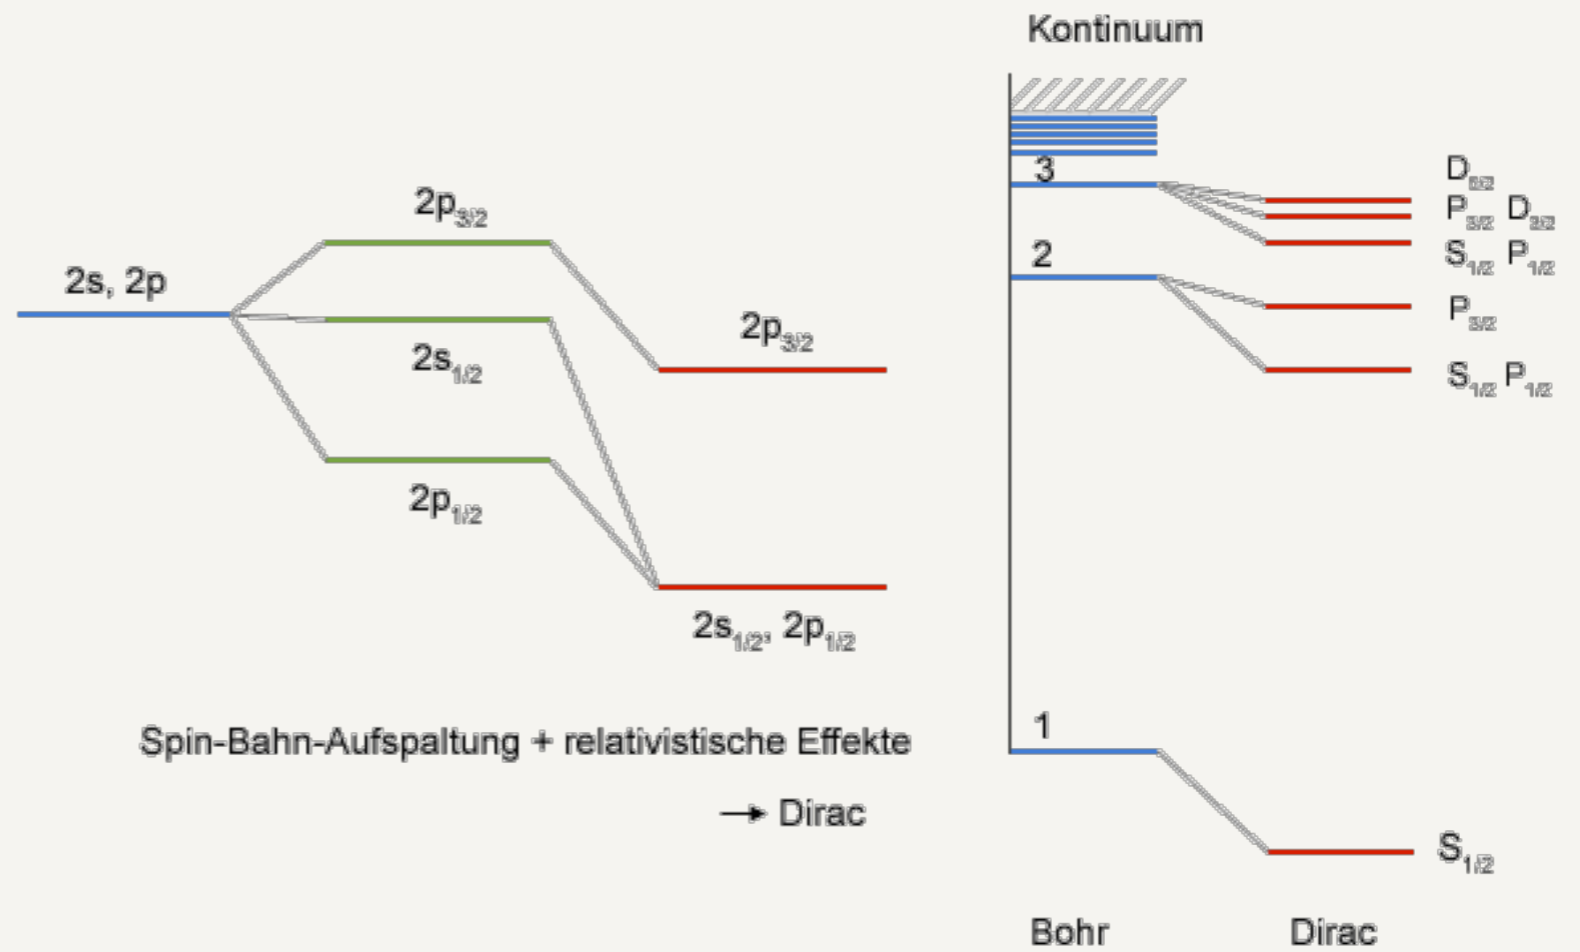 Kontinuum
2p3/2
2s, 2p
2s1/2
2p3/2
2p1/2
2s1/2, 2p1/2
Spin-Bahn-Aufspaltung + relativistische Effekte
→ Dirac
3
D5/2
P3/2 D3/2
S1/2 P1/2
2
P3/2
S1/2 P1/2
1
S1/2
Bohr Dirac